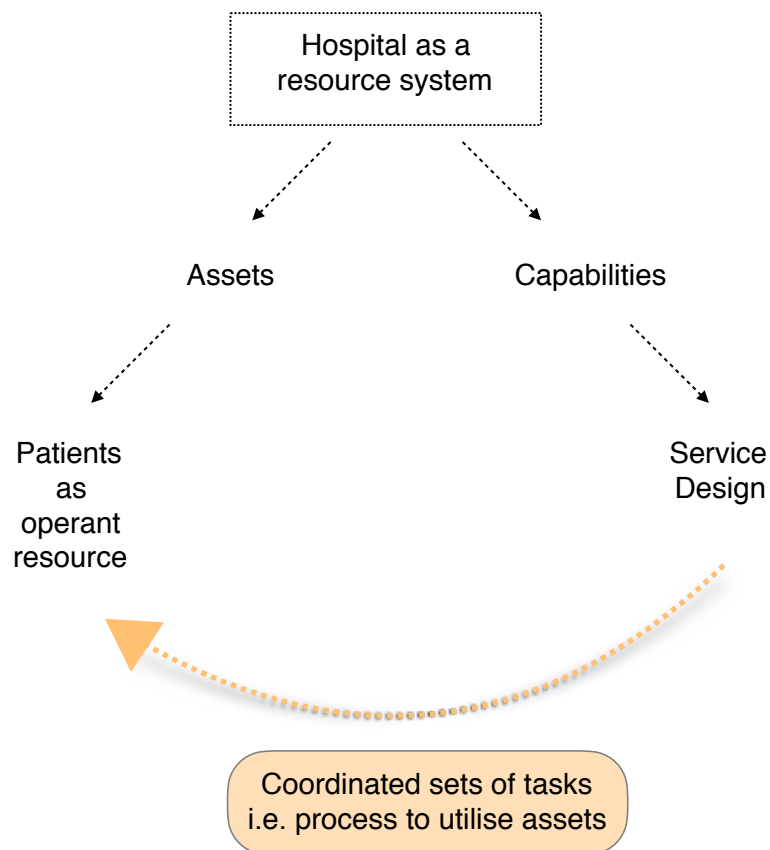 Hospital as a
resource system
Assets
Capabilities
Patients
as
operant
resource
Service
Design
Coordinated sets of tasks
i.e. process to utilise assets